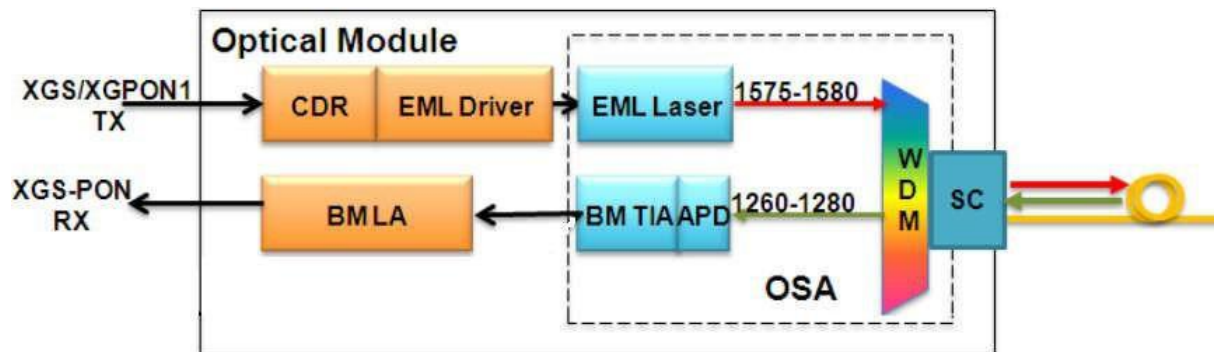 Optical Module
XGS/XGPON1
TX
CDR
EML Driver
EML Laser
1575-1580
XGS-PON
RX
BM LA
BM TIA
APD
1260-1280
WDM
SC
OSA